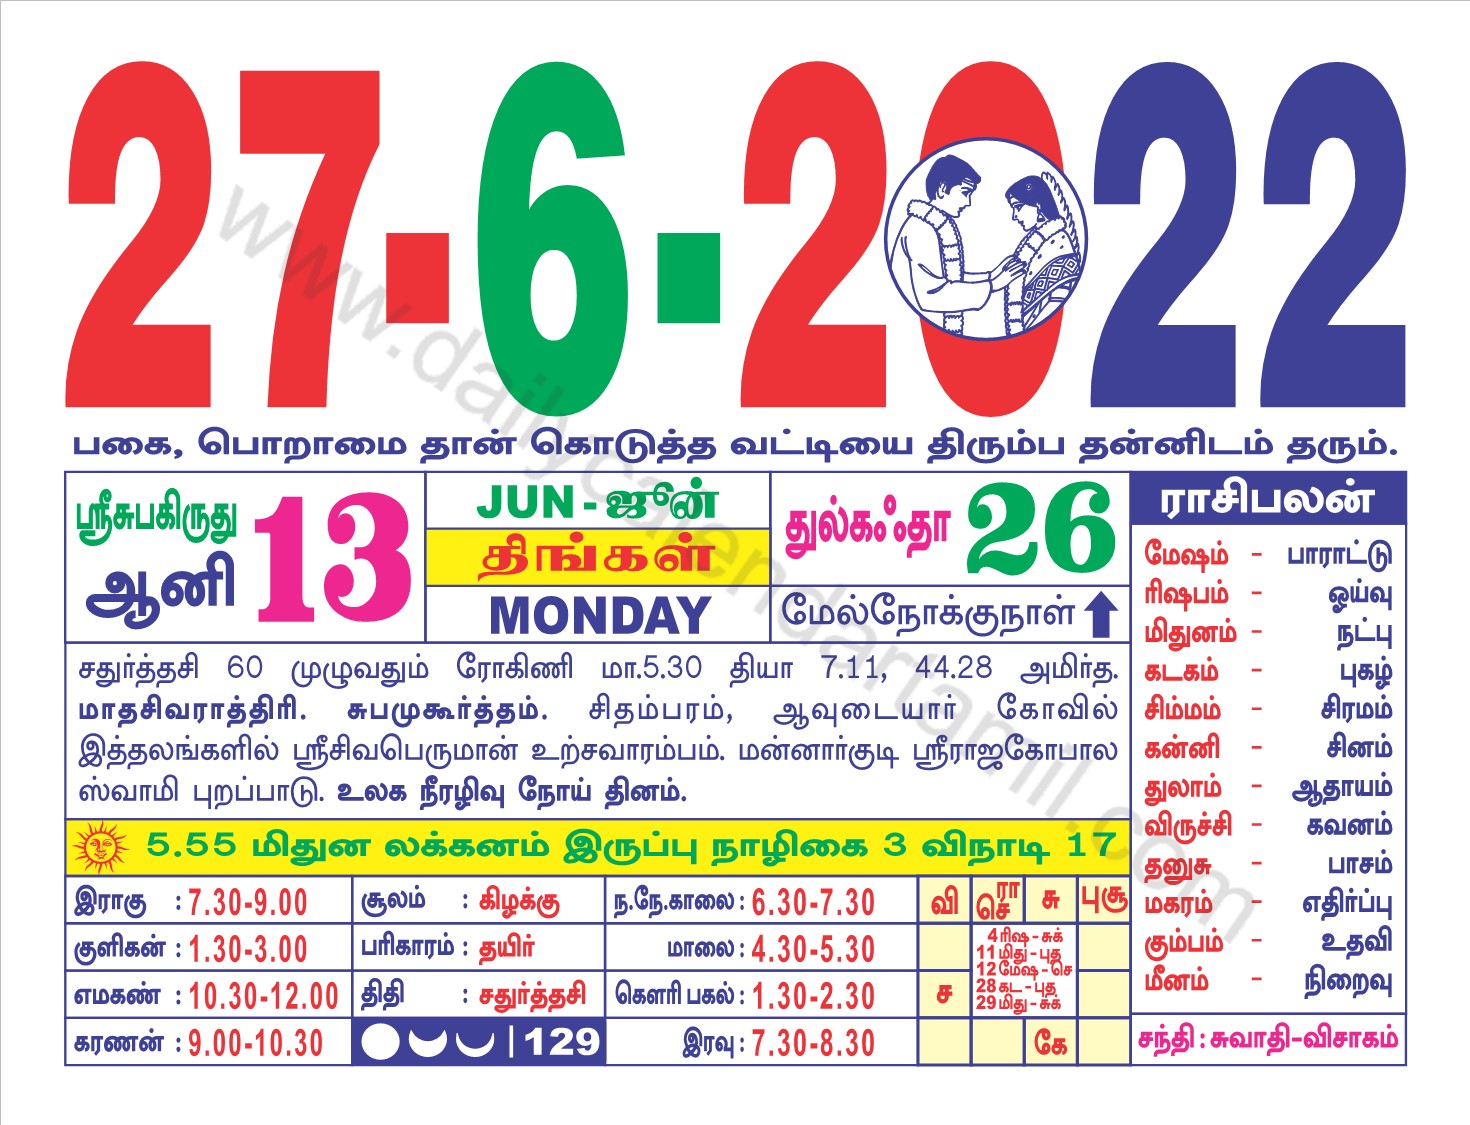 27-6-2022
பகை, பொறாமை தான் கொடுத்த வட்டியை திரும்ப தன்னிடம் தரும்.
ஸ்ரீசுபகிருது
ஆனி 13
JUN - ஜூன்
திங்கள்
MONDAY
துல்கஃதா 26
மேல்நோக்குநாள்
சதுர்த்தசி 60 முழுவதும் ரோகிணி மா.5.30 தியா 7.11, 44.28 அமிர்த.
மாதசிவராத்திரி. சுபமுகூர்த்தம். சிதம்பரம், ஆவுடையார் கோவில்
இத்தலங்களில் ஸ்ரீசிவபெருமான் உற்சவாரம்பம். மன்னார்குடி ஸ்ரீராஜகோபால
ஸ்வாமி புறப்பாடு. உலக நீரழிவு நோய் தினம்.
5.55 மிதுன லக்கனம் இருப்பு நாழிகை 3 விநாடி 17
இராகு : 7.30-9.00
குளிகன் : 1.30-3.00
எமகண் : 10.30-12.00
கரணன் : 9.00-10.30
சூலம் : கிழக்கு
பரிகாரம் : தயிர்
திதி : சதுர்த்தசி
129
ந.நே.காலை : 6.30-7.30
மாலை : 4.30-5.30
கௌரி பகல் : 1.30-2.30
இரவு : 7.30-8.30
வி
ரா
செ
சு
புசூ
4 ரிஷ - சுக்
11 மிது - புத
12 மேஷ - செ
28 கட - புத
29 மிது - சுக்
ச
கே
ராசிபலன்
மேஷம் - பாராட்டு
ரிஷபம் - ஓய்வு
மிதுனம் - நட்பு
கடகம் - புகழ்
சிம்மம் - சிரமம்
கன்னி - சினம்
துலாம் - ஆதாயம்
விருச்சி - கவனம்
தனுசு - பாசம்
மகரம் - எதிர்ப்பு
கும்பம் - உதவி
மீனம் - நிறைவு
சந்தி : சுவாதி-விசாகம்
www.dailycalendartamil.com